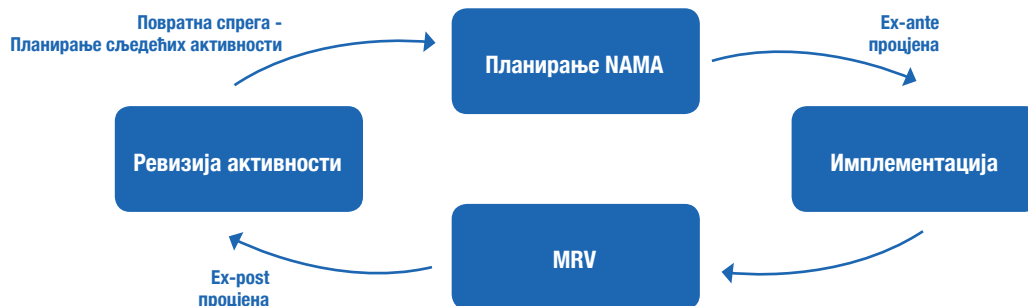 Повратна спрега -
Планирање сљедећих активности
Ex-ante
процјена
Планирање NAMA
Ревизија активности
Имплементација
MRV
Ex-post
процјена